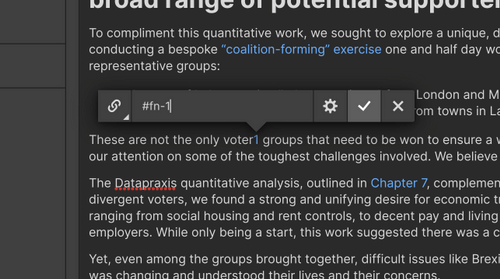 broad range of potential supporte
To compliment this quantitative work, we sought to explore a unique, d
conducting a bespoke “coalition-forming” exercise one and half day wo
representative groups:
London and M
#fn-1
om towns in La
These are not the only voter1 groups that need to be won to ensure a w
our attention on some of the toughest challenges involved. We believe
The Datapraxis quantitative analysis, outlined in Chapter 7, complemen
divergent voters, we found a strong and unifying desire for economic tr
ranging from social housing and rent controls, to decent pay and living
employers. While only being a start, this work suggested there was a c
Yet, even among the groups brought together, difficult issues like Brexi
was changing and understood their lives and their concerns.